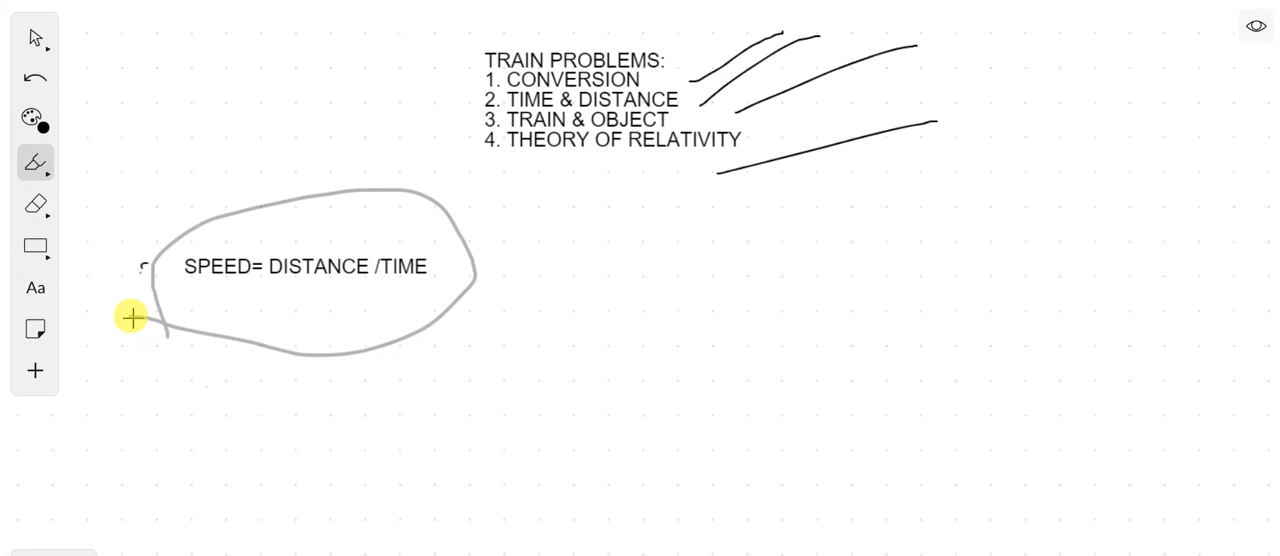 TRAIN PROBLEMS:
1. CONVERSION
2. TIME & DISTANCE
3. TRAIN & OBJECT
4. THEORY OF RELATIVITY
SPEED= DISTANCE /TIME
Aa